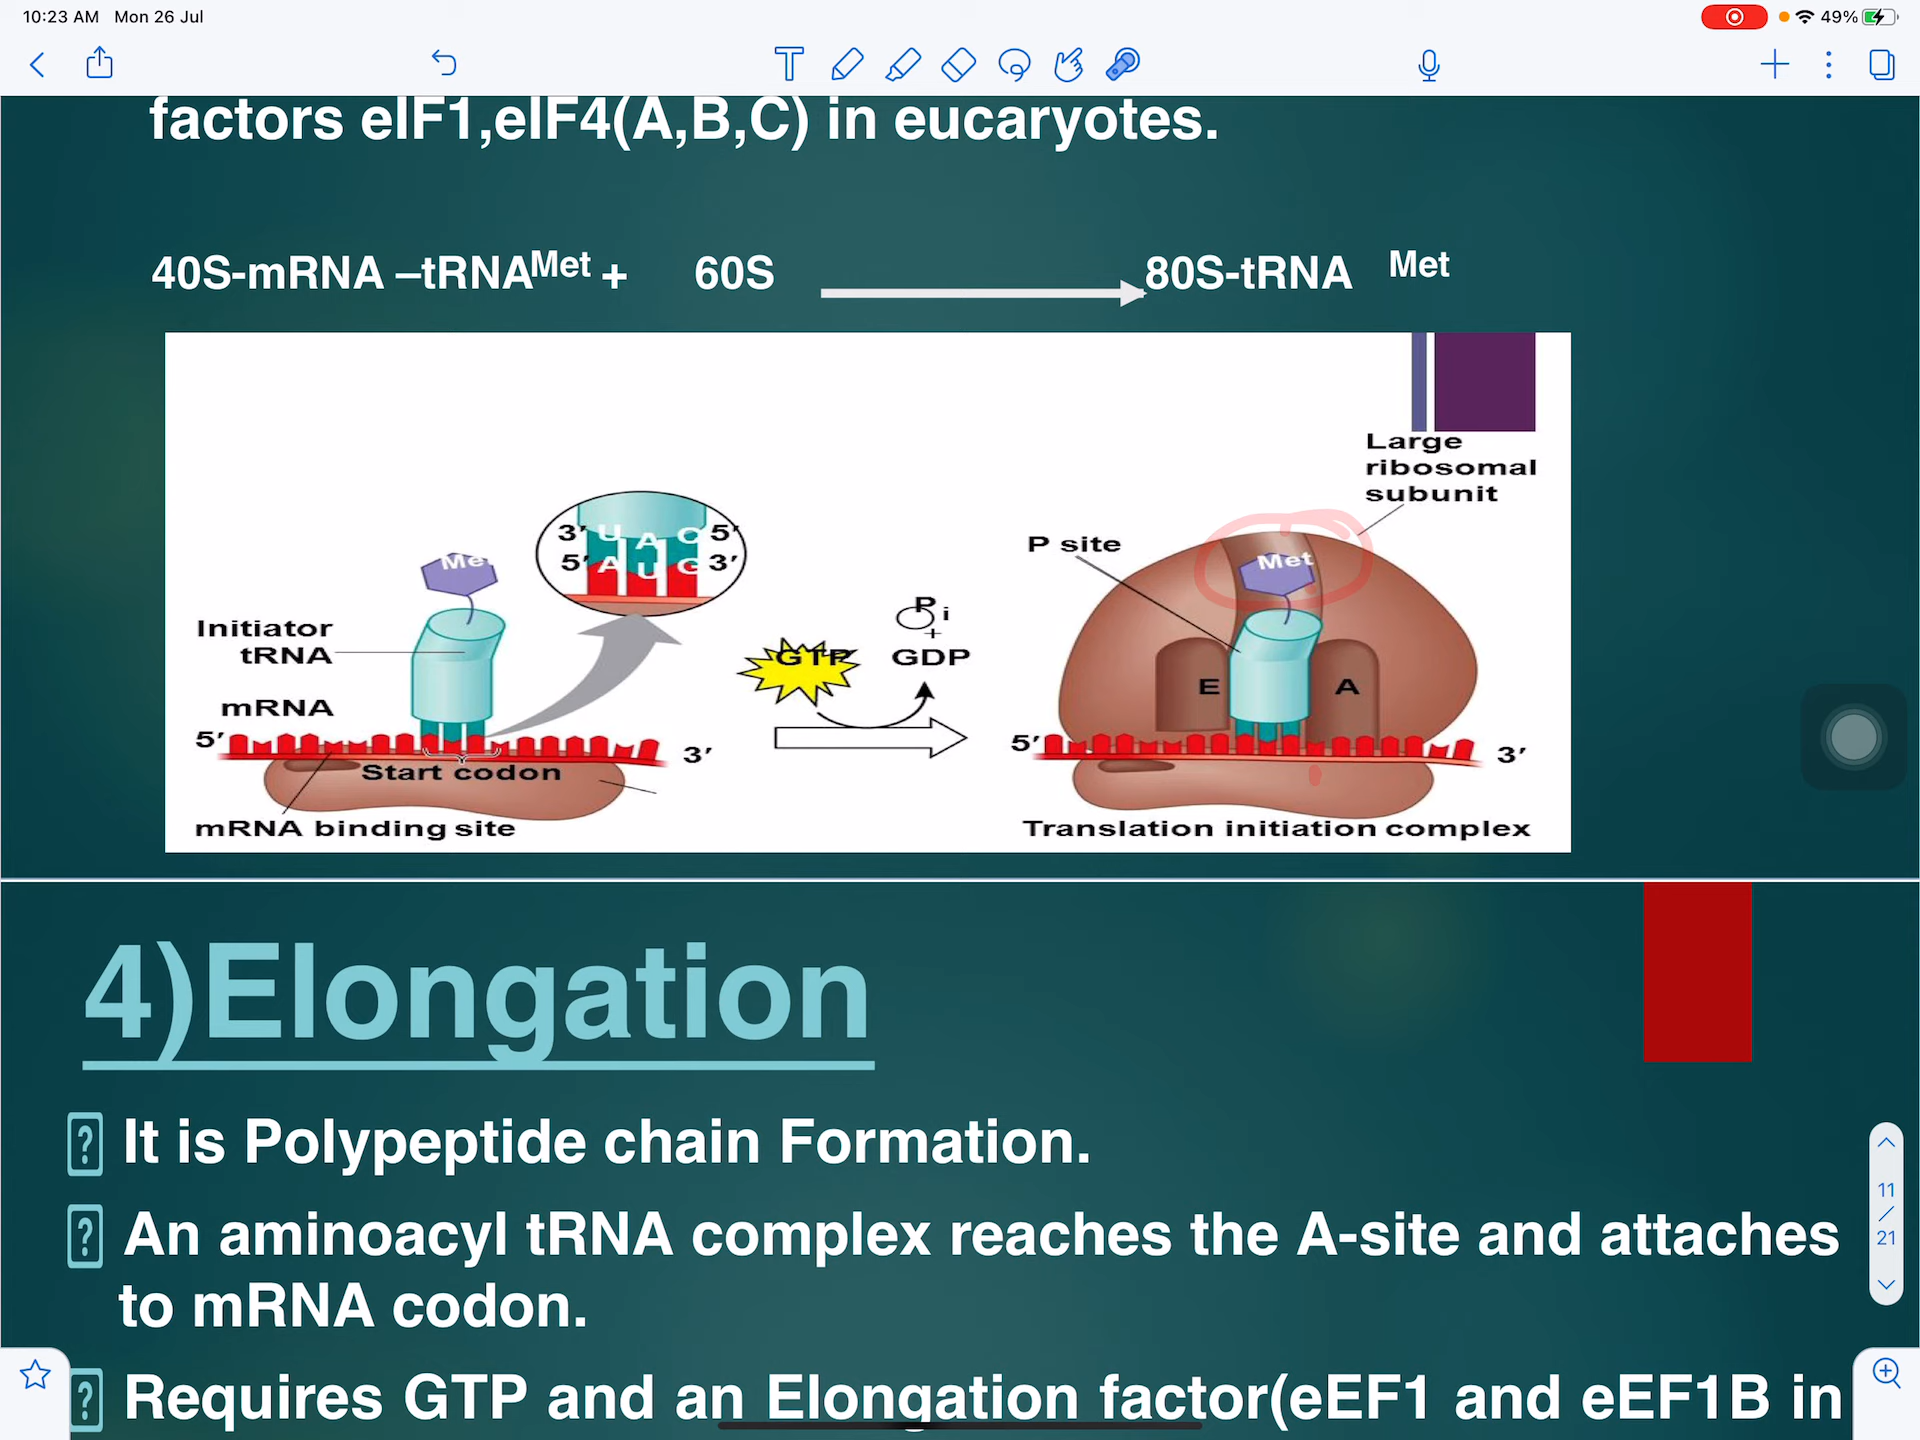 10:23 AM Mon 26 Jul
49%
factors eIF1,eIF4(A,B,C) in eucaryotes.
40S-mRNA –tRNA Met + 60S 80S-tRNA Met
Large
ribosomal
subunit
3' U A C 5'
5' A U G 3'
P site
Met
Met
Initiator
tRNA
Pi
+
GTP
GDP
E
A
mRNA
5'
3'
5'
3'
Start codon
mRNA binding site
Translation initiation complex
4)Elongation
It is Polypeptide chain Formation.
An aminoacyl tRNA complex reaches the A-site and attaches
to mRNA codon.
Requires GTP and an Elongation factor(eEF1 and eEF1B in
11
/
21